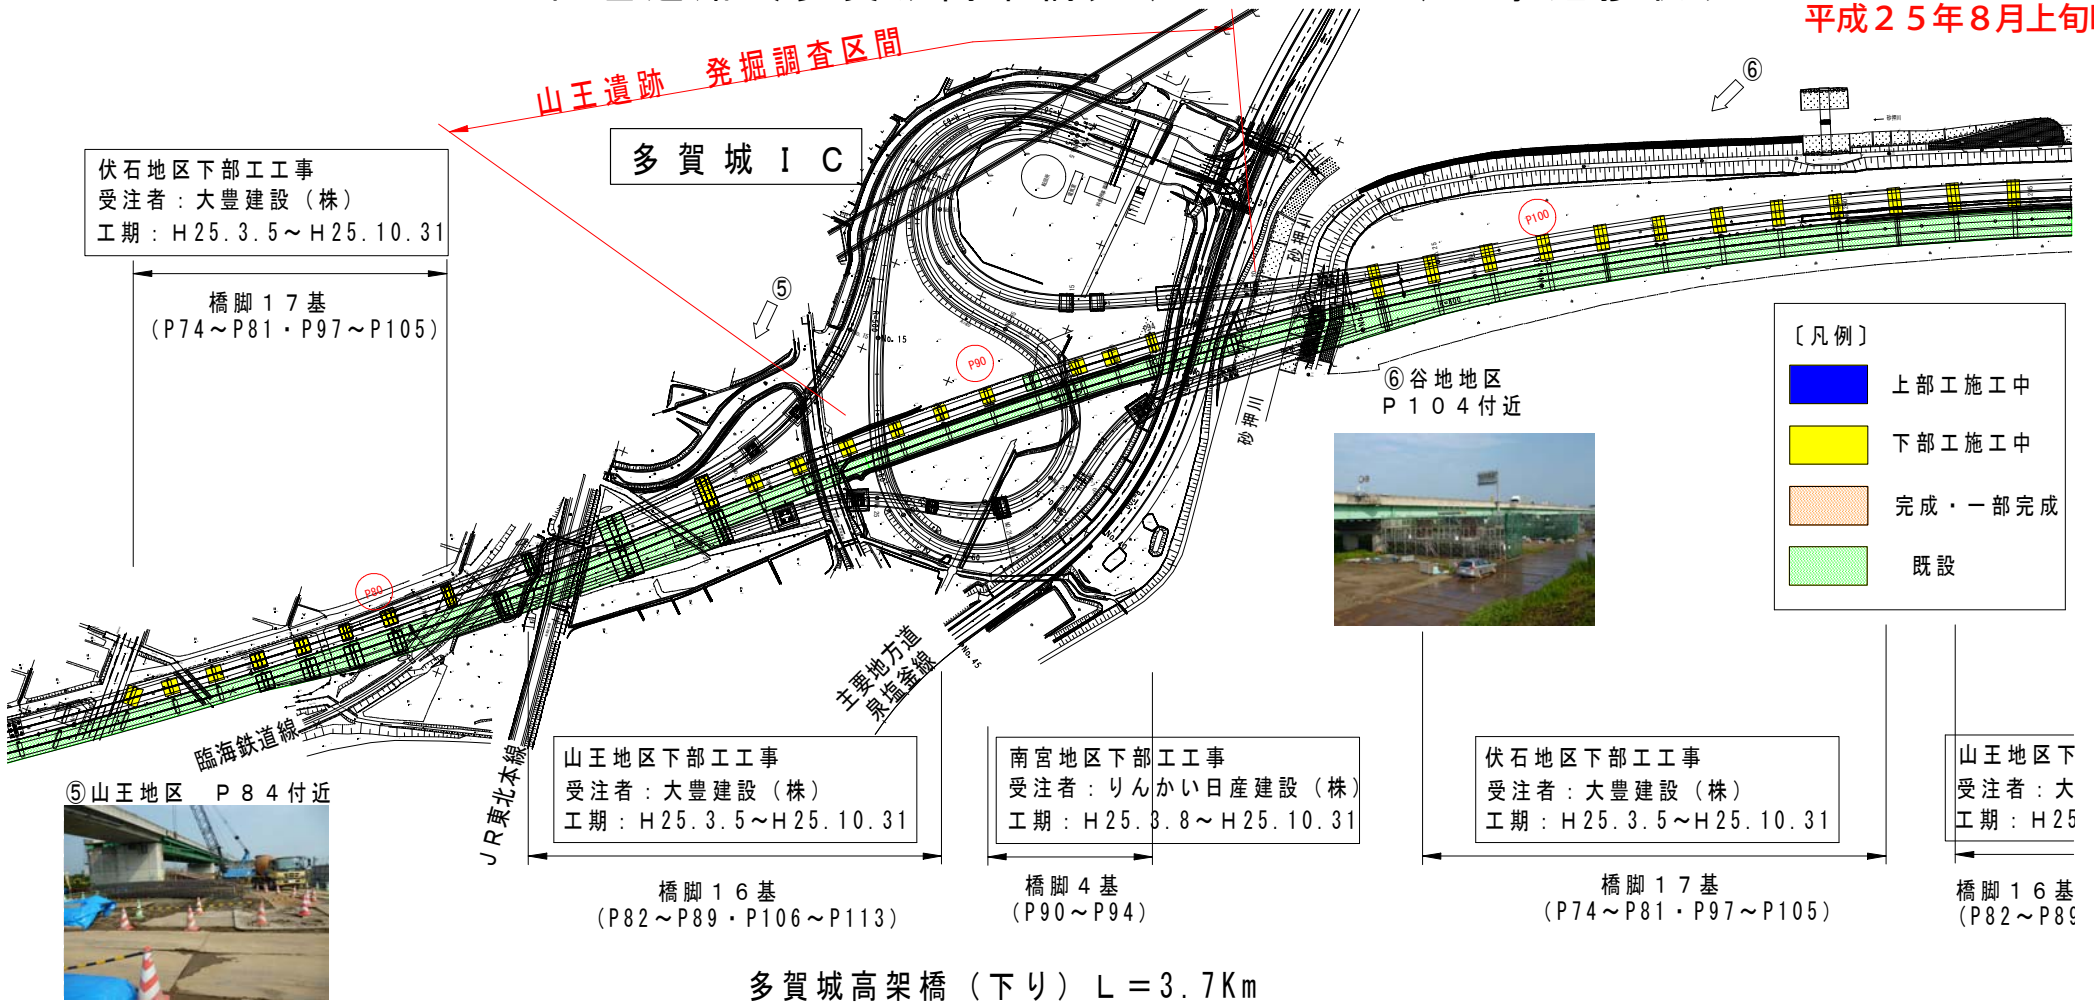 平成２５年８月上旬
山王遺跡　発掘調査区間
⑥
多賀城ＩＣ
伏石地区下部工工事
受注者：大豊建設（株）
工期：Ｈ25.3.5～Ｈ25.10.31
橋脚１７基
（P74～P81・P97～P105）
⑤
P100
P90
P80
No.15
砂押川
⑥谷地地区
Ｐ１０４付近
〔凡例〕
上部工施工中
下部工施工中
完成・一部完成
既設
主要地方道
泉塩釜線
No.45
臨海鉄道線
ＪＲ東北本線
⑤山王地区　Ｐ８４付近
山王地区下部工工事
受注者：大豊建設（株）
工期：Ｈ25.3.5～Ｈ25.10.31
橋脚１６基
（P82～P89・P106～P113）
南宮地区下部工工事
受注者：りんかい日産建設（株）
工期：Ｈ25.3.8～Ｈ25.10.31
橋脚４基
（P90～P94）
伏石地区下部工工事
受注者：大豊建設（株）
工期：Ｈ25.3.5～Ｈ25.10.31
橋脚１７基
（P74～P81・P97～P105）
山王地区下
受注者：大
工期：Ｈ25
橋脚１６基
（P82～P89
多賀城高架橋（下り）Ｌ＝3.7Km